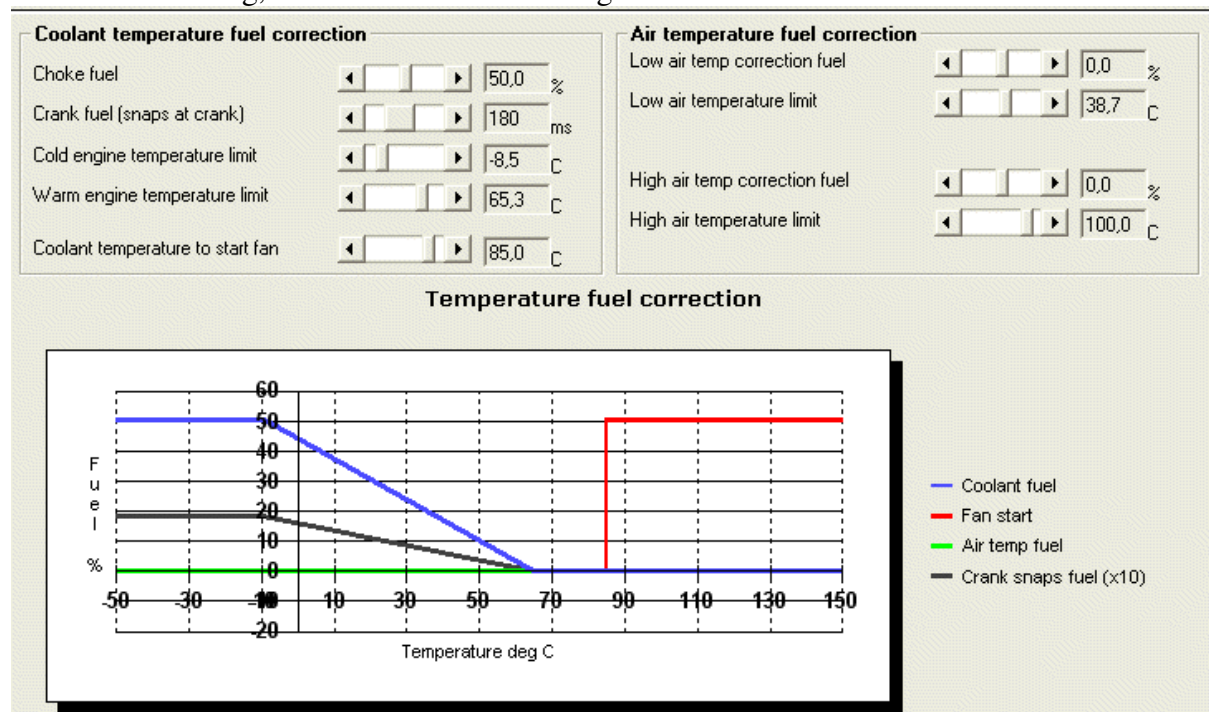 Coolant temperature fuel correction
Choke fuel 50,0 %
Crank fuel (snaps at crank) 180 ms
Cold engine temperature limit -8,5 C
Warm engine temperature limit 65,3 C
Coolant temperature to start fan 85,0 C
Air temperature fuel correction
Low air temp correction fuel 0,0 %
Low air temperature limit 38,7 C
High air temp correction fuel 0,0 %
High air temperature limit 100,0 C
Temperature fuel correction
60
50
40
30
20
10
0
-20
Fuel %
-50 -30 10 30 50 70 90 110 130 150
Temperature deg C
Coolant fuel
Fan start
Air temp fuel
Crank snaps fuel (x10)